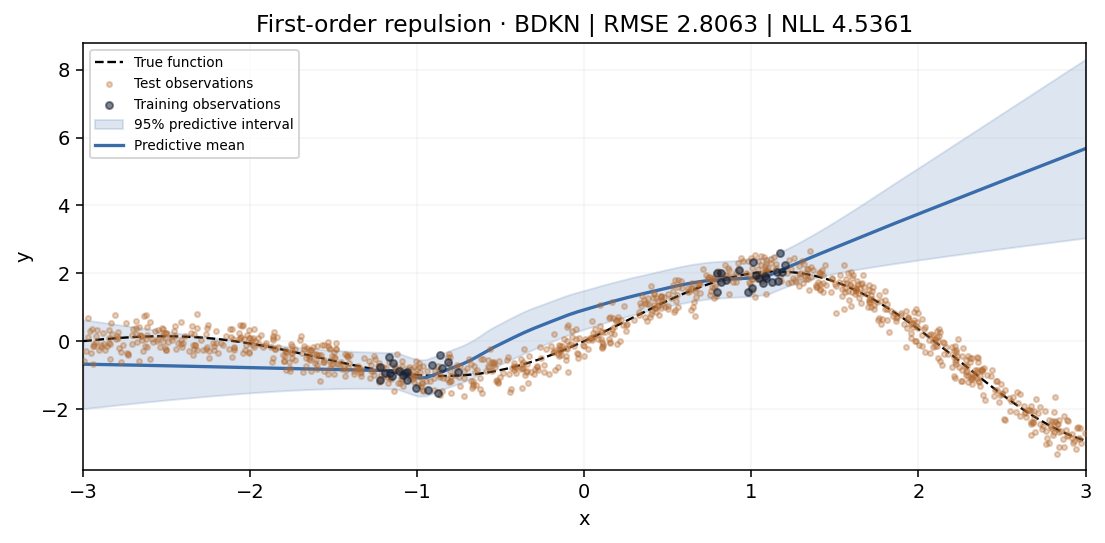 First-order repulsion · BDKN | RMSE 2.8063 | NLL 4.5361
True function
Test observations
Training observations
95% predictive interval
Predictive mean
8
6
4
2
0
−2
y
−3
−2
−1
0
1
2
3
x